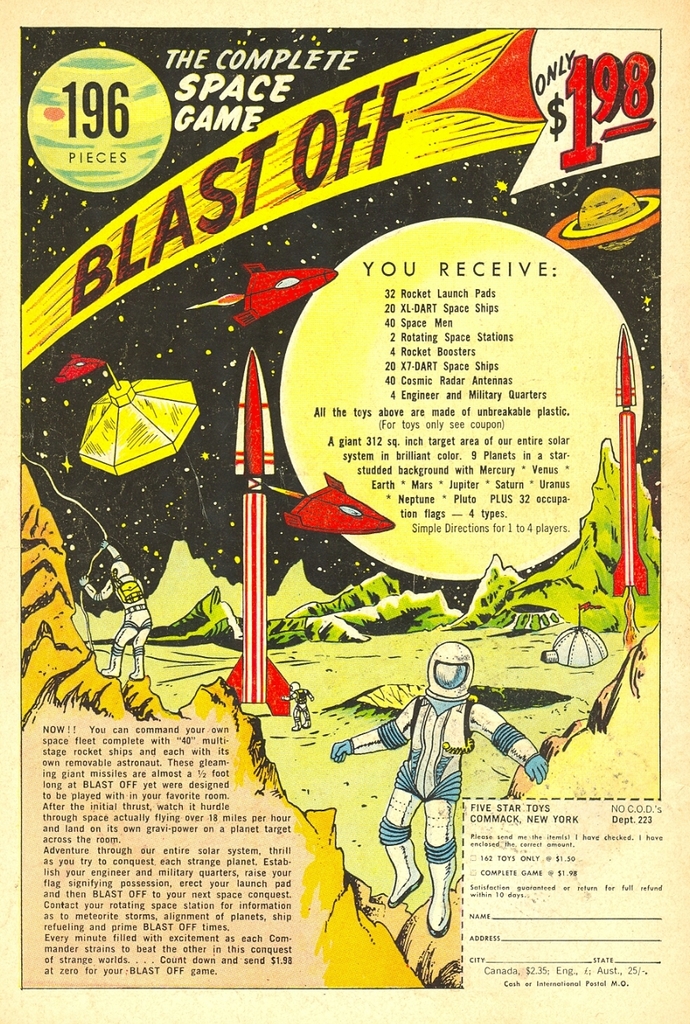 196
PIECES
THE COMPLETE
SPACE
GAME
BLAST OFF
ONLY
$1.98
YOU RECEIVE:
32 Rocket Launch Pads
20 XL-DART Space Ships
40 Space Men
2 Rotating Space Stations
4 Rocket Boosters
20 X7-DART Space Ships
40 Cosmic Radar Antennas
4 Engineer and Military Quarters
All the toys above are made of unbreakable plastic.
(For toys only see coupon)
A giant 312 sq. inch target area of our entire solar
system in brilliant color. 9 Planets in a star-
studded background with Mercury * Venus *
Earth * Mars * Jupiter * Saturn * Uranus
* Neptune * Pluto PLUS 32 occupa-
tion flags — 4 types.
Simple Directions for 1 to 4 players.
NOW!! You can command your own
space fleet complete with "40" multi-
stage rocket ships and each with its
own removable astronaut. These gleam-
ing giant missiles are almost a ½ foot
long at BLAST OFF yet were designed
to be played with in your favorite room.
After the initial thrust, watch it hurdle
through space actually flying over 18 miles per hour
and land on its own gravi-power on a planet target
across the room.
Adventure through our entire solar system, thrill
as you try to conquest each strange planet. Estab-
lish your engineer and military quarters, raise your
flag signifying possession, erect your launch pad
and then BLAST OFF to your next space conquest.
Contact your rotating space station for information
as to meteorite storms, alignment of planets, ship
refueling and prime BLAST OFF times.
Every minute filled with excitement as each Com-
mander strains to beat the other in this conquest
of strange worlds. . . . Count down and send $1.98
at zero for your BLAST OFF game.
FIVE STAR TOYS NO C.O.D.'s
COMMACK, NEW YORK Dept. 223
Please send me the item(s) I have checked. I have
enclosed the correct amount.
□ 162 TOYS ONLY @ $1.50
□ COMPLETE GAME @ $1.98
Satisfaction guaranteed or return for full refund
within 10 days.
NAME
ADDRESS
CITY STATE
Canada, $2.35; Eng., £; Aust., 25/-.
Cash or International Postal M.O.